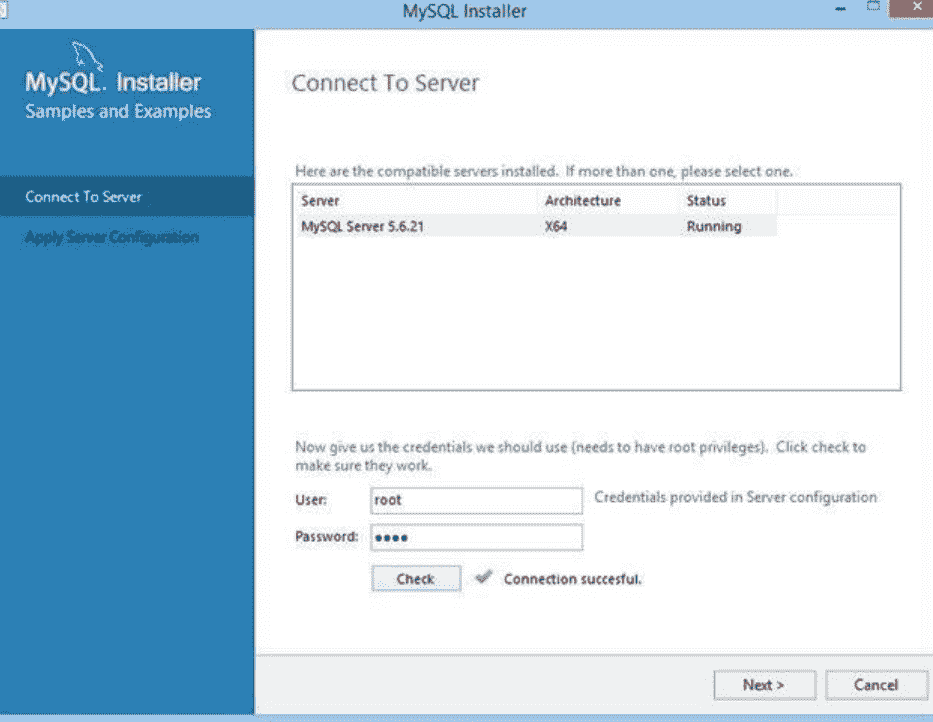 MySQL Installer
MySQL. Installer
Samples and Examples
Connect To Server
Apply Server Configuration
Connect To Server
Here are the compatible servers installed. If more than one, please select one.
Server Architecture Status
MySQL Server 5.6.21 X64 Running
Now give us the credentials we should use (needs to have root privileges). Click check to
make sure they work.
User: root Credentials provided in Server configuration
Password: ●●●●
Check Connection succesful.
Next > Cancel